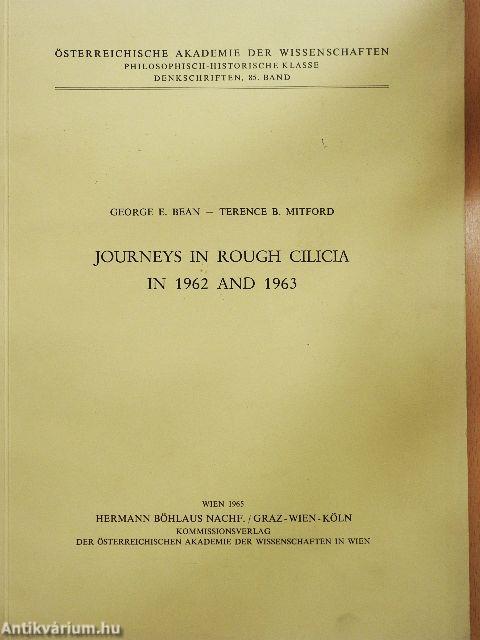 ÖSTERREICHISCHE AKADEMIE DER WISSENSCHAFTEN
PHILOSOPHISCH-HISTORISCHE KLASSE
DENKSCHRIFTEN, 85. BAND
GEORGE E. BEAN – TERENCE B. MITFORD
JOURNEYS IN ROUGH CILICIA
IN 1962 AND 1963
WIEN 1965
HERMANN BÖHLAUS NACHF. / GRAZ-WIEN-KÖLN
KOMMISSIONSVERLAG
DER ÖSTERREICHISCHEN AKADEMIE DER WISSENSCHAFTEN IN WIEN
Antikvárium.hu